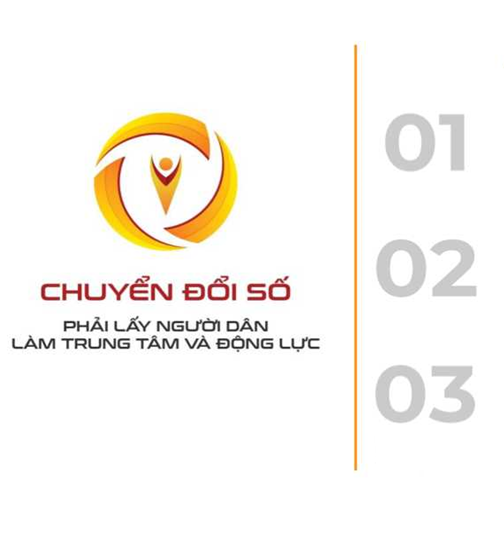 CHUYỂN ĐỔI SỐ
PHẢI LẤY NGƯỜI DÂN
LÀM TRUNG TÂM VÀ ĐỘNG LỰC
01
02
03